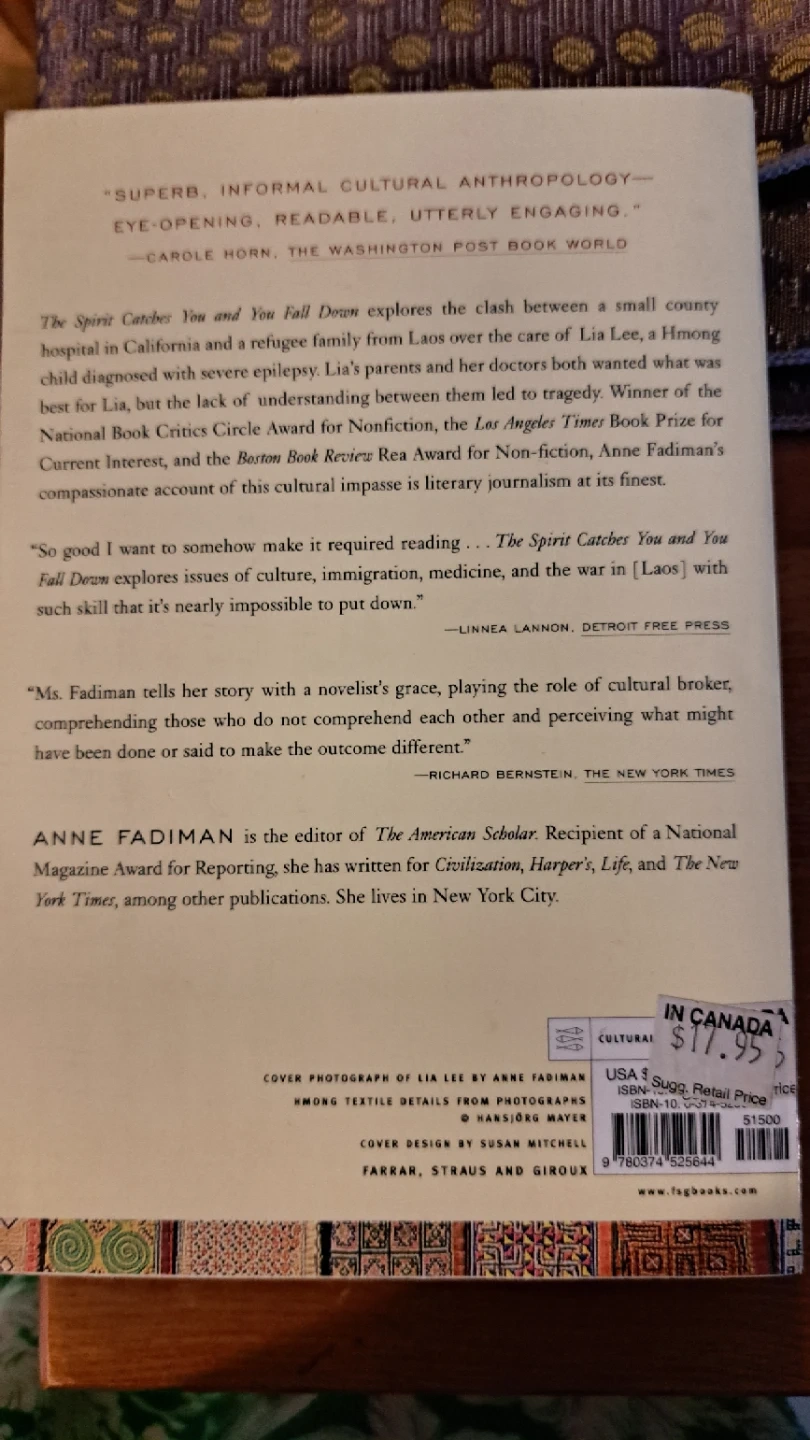 "SUPERB, INFORMAL CULTURAL ANTHROPOLOGY—
EYE-OPENING, READABLE, UTTERLY ENGAGING."
—CAROLE HORN, THE WASHINGTON POST BOOK WORLD
The Spirit Catches You and You Fall Down explores the clash between a small county
hospital in California and a refugee family from Laos over the care of Lia Lee, a Hmong
child diagnosed with severe epilepsy. Lia's parents and her doctors both wanted what was
best for Lia, but the lack of understanding between them led to tragedy. Winner of the
National Book Critics Circle Award for Nonfiction, the Los Angeles Times Book Prize for
Current Interest, and the Boston Book Review Rea Award for Non-fiction, Anne Fadiman's
compassionate account of this cultural impasse is literary journalism at its finest.
"So good I want to somehow make it required reading . . . The Spirit Catches You and You
Fall Down explores issues of culture, immigration, medicine, and the war in [Laos] with
such skill that it's nearly impossible to put down."
—LINNEA LANNON, DETROIT FREE PRESS
"Ms. Fadiman tells her story with a novelist's grace, playing the role of cultural broker,
comprehending those who do not comprehend each other and perceiving what might
have been done or said to make the outcome different."
—RICHARD BERNSTEIN, THE NEW YORK TIMES
ANNE FADIMAN is the editor of The American Scholar. Recipient of a National
Magazine Award for Reporting, she has written for Civilization, Harper's, Life, and The New
York Times, among other publications. She lives in New York City.
IN CANADA
$17.95
Sugg. Retail Price
CULTURAL
USA $
ISBN-
ISBN-10:
51500
9 780374 525644
COVER PHOTOGRAPH OF LIA LEE BY ANNE FADIMAN
HMONG TEXTILE DETAILS FROM PHOTOGRAPHS
© HANSJÖRG MAYER
COVER DESIGN BY SUSAN MITCHELL
FARRAR, STRAUS AND GIROUX
www.fsgbooks.com